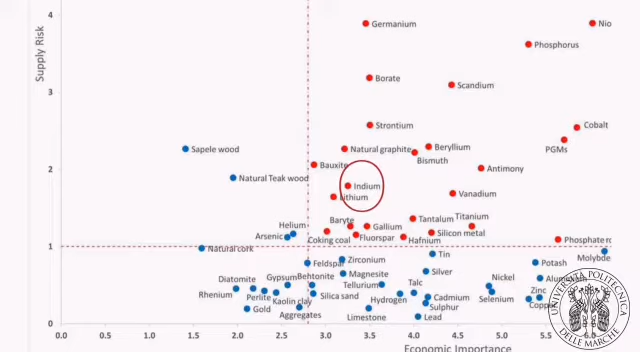 4
Germanium
Nio
Phosphorus
Supply Risk
3
Borate
Scandium
Strontium
Cobalt
Sapele wood
Natural graphite
Beryllium
PGMs
Bismuth
2
Bauxite
Antimony
Natural Teak wood
Indium
Lithium
Vanadium
Baryte
Tantalum
Titanium
Helium
Gallium
Arsenic
Coking coal
Fluorspar
Silicon metal
Hafnium
Phosphate rc
1
Natural cork
Molybde
Feldspar
Zirconium
Tin
Potash
Magnesite
Silver
Diatomite
Gypsum
Behtonite
Tellurium
Talc
Nickel
Rhenium
Perlite
Kaolin clay
Silica sand
Hydrogen
Cadmium
Selenium
Zinc
Gold
Aggregates
Limestone
Sulphur
Lead
0
0.0
0.5
1.0
1.5
2.0
2.5
3.0
3.5
4.0
4.5
5.0
5.5
6.0
Economic Importance
UNIVERSITÀ POLITECNICA
DELLE MARCHE